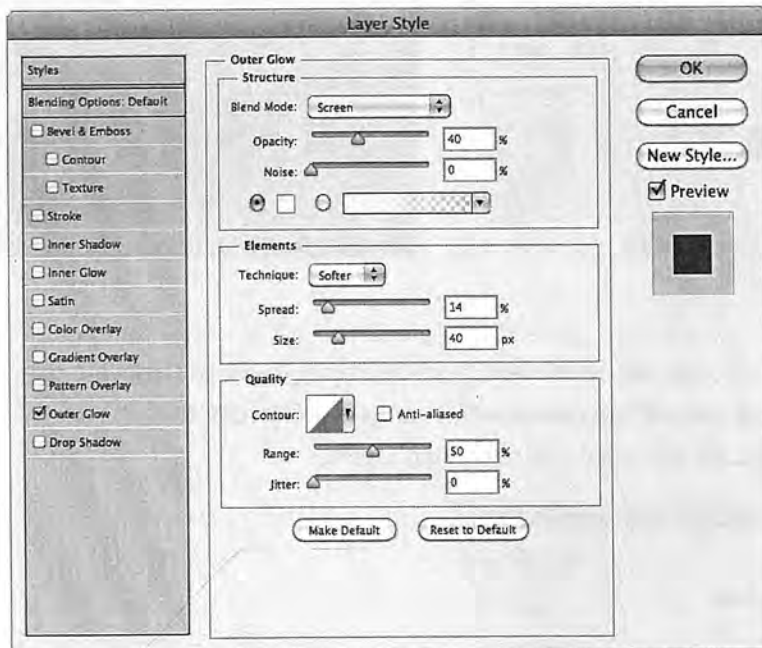 Layer Style
Styles
Blending Options: Default
Bevel & Emboss
Contour
Texture
Stroke
Inner Shadow
Inner Glow
Satin
Color Overlay
Gradient Overlay
Pattern Overlay
Outer Glow
Drop Shadow
Outer Glow
Structure
Blend Mode: Screen
Opacity: 40 %
Noise: 0 %
Elements
Technique: Softer
Spread: 14 %
Size: 40 px
Quality
Contour: Anti-aliased
Range: 50 %
Jitter: 0 %
Make Default Reset to Default
OK
Cancel
New Style...
Preview